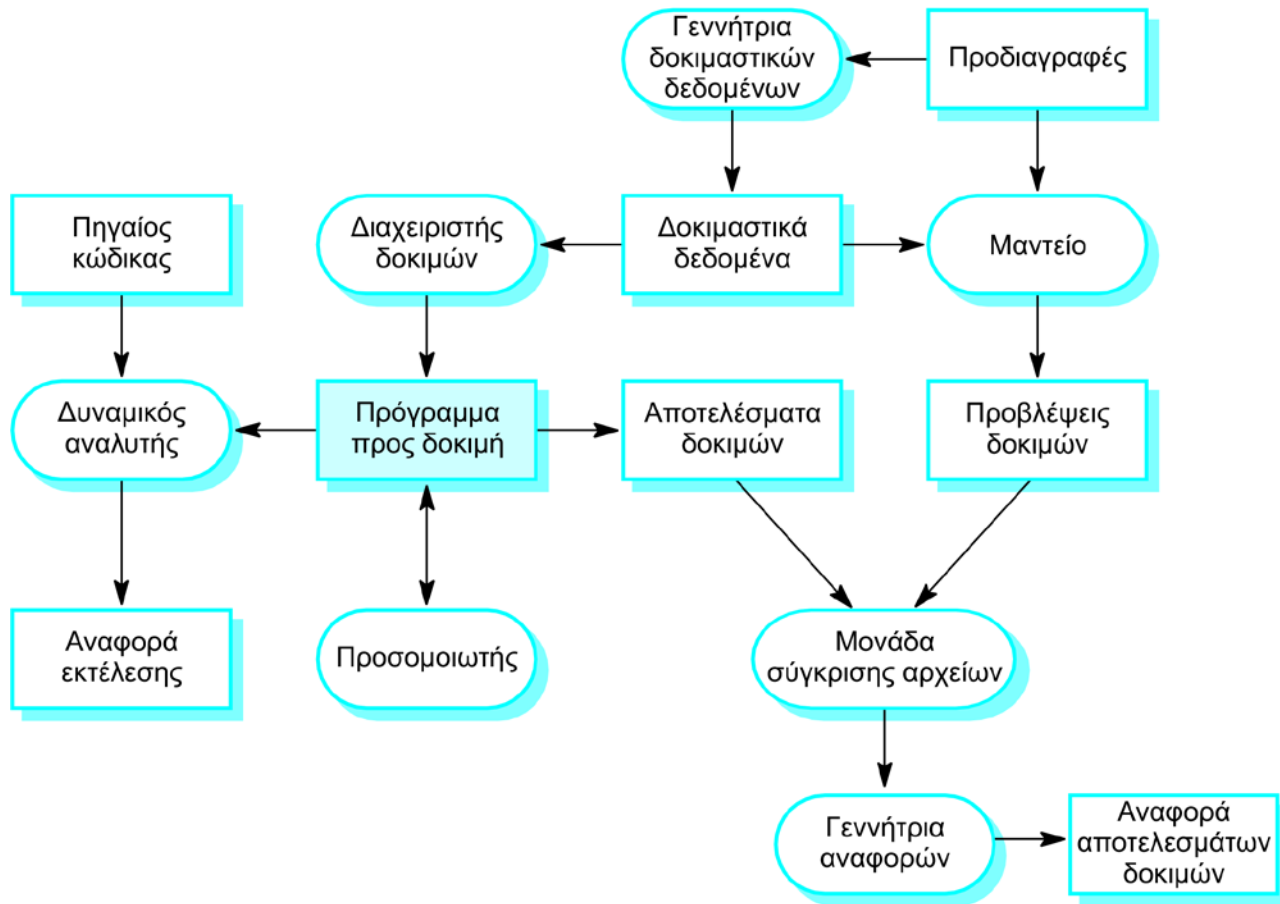 Γεννήτρια
δοκιμαστικών
δεδομένων
Προδιαγραφές
Πηγαίος
κώδικας
Διαχειριστής
δοκιμών
Δοκιμαστικά
δεδομένα
Μαντείο
Δυναμικός
αναλυτής
Πρόγραμμα
προς δοκιμή
Αποτελέσματα
δοκιμών
Προβλέψεις
δοκιμών
Αναφορά
εκτέλεσης
Προσομοιωτής
Μονάδα
σύγκρισης αρχείων
Γεννήτρια
αναφορών
Αναφορά
αποτελεσμάτων
δοκιμών